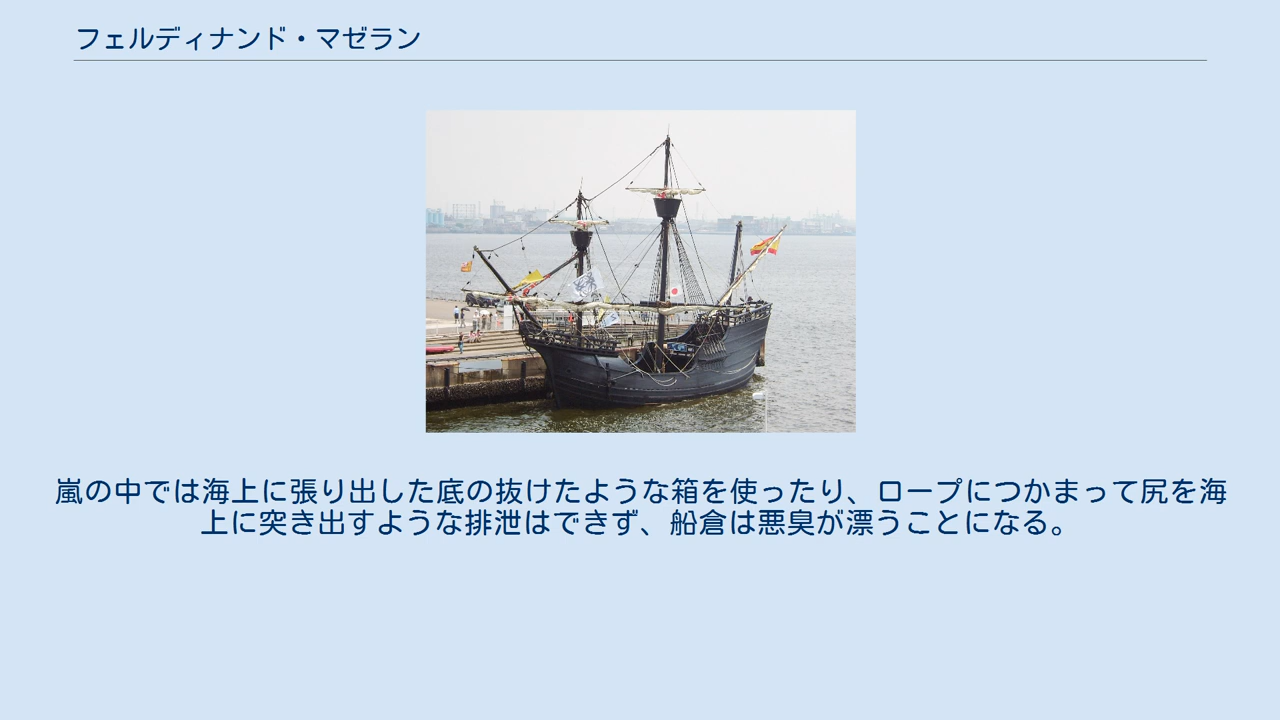 フェルディナンド・マゼラン
嵐の中では海上に張り出した底の抜けたような箱を使ったり、ロープにつかまって尻を海
上に突き出すような排泄はできず、船倉は悪臭が漂うことになる。